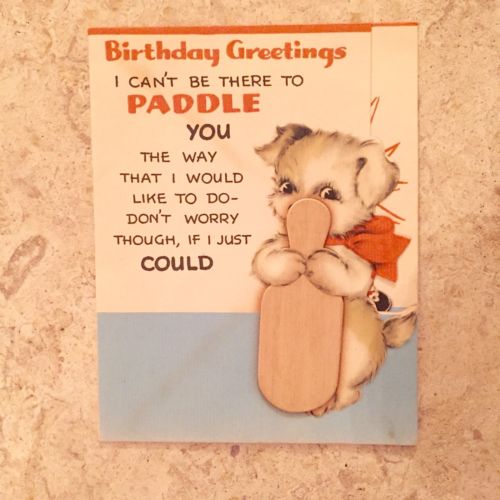 Birthday Greetings
I CAN'T BE THERE TO
PADDLE
YOU
THE WAY
THAT I WOULD
LIKE TO DO-
DON'T WORRY
THOUGH, IF I JUST
COULD